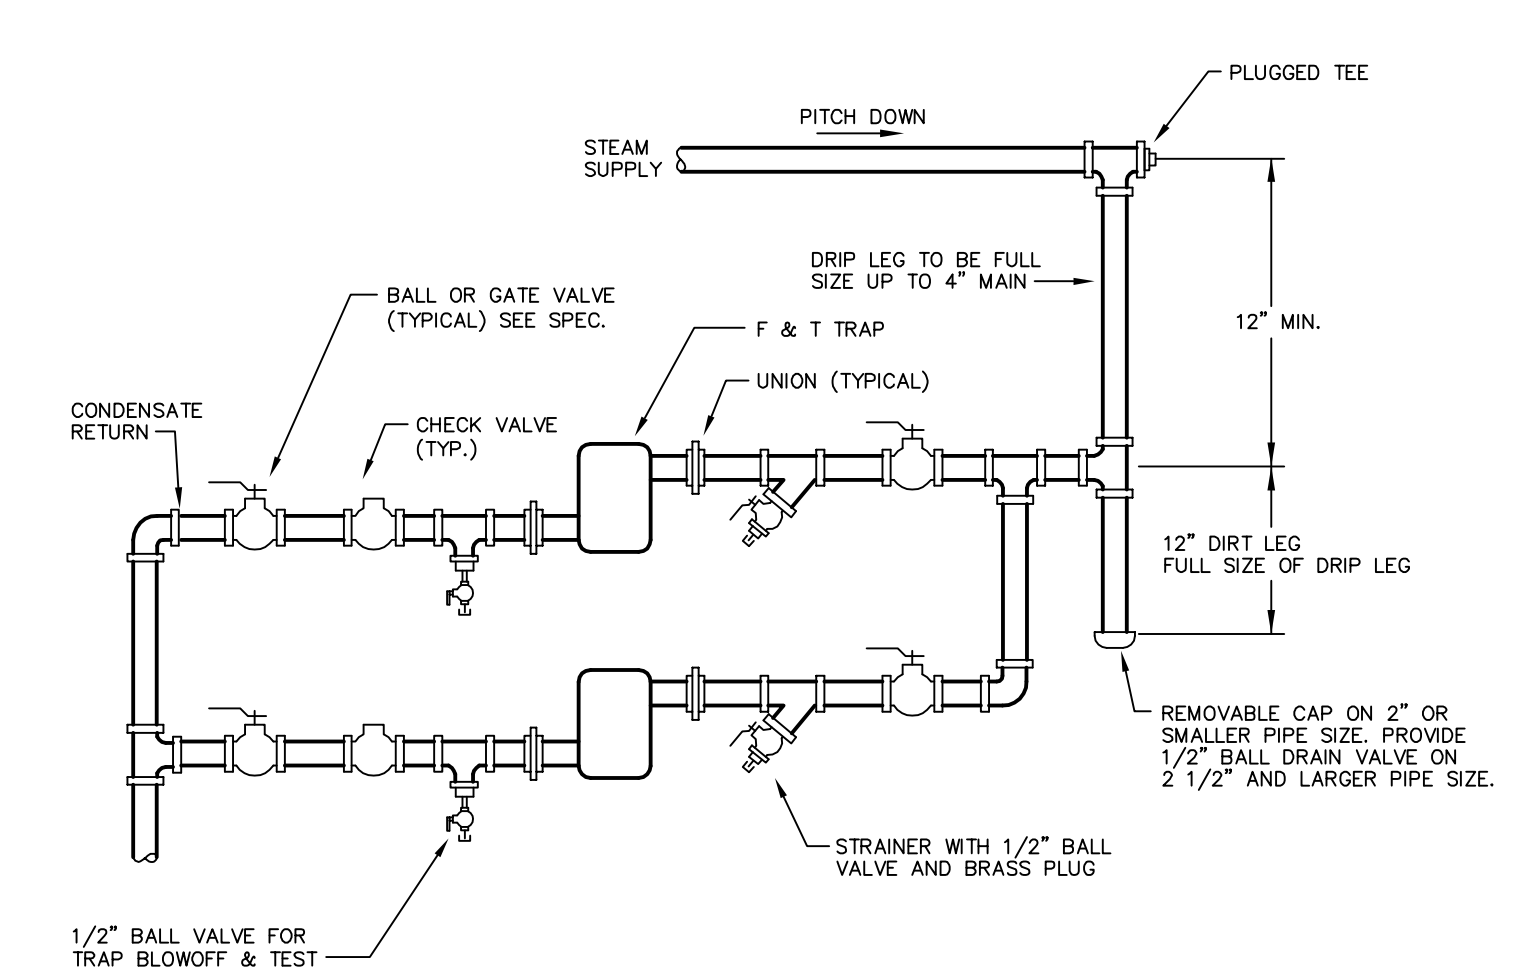 PLUGGED TEE
PITCH DOWN
STEAM
SUPPLY
DRIP LEG TO BE FULL
SIZE UP TO 4" MAIN
BALL OR GATE VALVE
(TYPICAL) SEE SPEC.
12" MIN.
F & T TRAP
UNION (TYPICAL)
CONDENSATE
RETURN
CHECK VALVE
(TYP.)
12" DIRT LEG
FULL SIZE OF DRIP LEG
REMOVABLE CAP ON 2" OR
SMALLER PIPE SIZE. PROVIDE
1/2" BALL DRAIN VALVE ON
2 1/2" AND LARGER PIPE SIZE.
STRAINER WITH 1/2" BALL
VALVE AND BRASS PLUG
1/2" BALL VALVE FOR
TRAP BLOWOFF & TEST